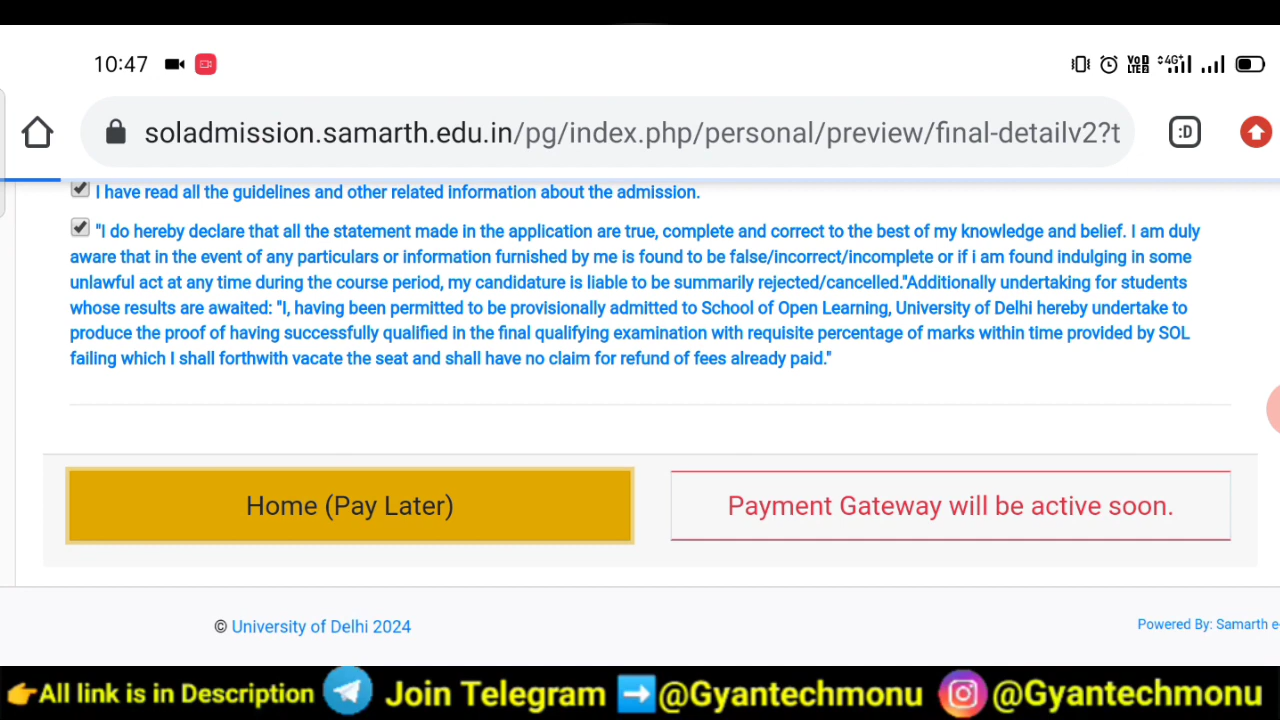 10:47 VoD LTE2 4G+
soladmission.samarth.edu.in/pg/index.php/personal/preview/final-detailv2?t :D
I have read all the guidelines and other related information about the admission.
"I do hereby declare that all the statement made in the application are true, complete and correct to the best of my knowledge and belief. I am duly
aware that in the event of any particulars or information furnished by me is found to be false/incorrect/incomplete or if i am found indulging in some
unlawful act at any time during the course period, my candidature is liable to be summarily rejected/cancelled."Additionally undertaking for students
whose results are awaited: "I, having been permitted to be provisionally admitted to School of Open Learning, University of Delhi hereby undertake to
produce the proof of having successfully qualified in the final qualifying examination with requisite percentage of marks within time provided by SOL
failing which I shall forthwith vacate the seat and shall have no claim for refund of fees already paid."
Home (Pay Later) Payment Gateway will be active soon.
© University of Delhi 2024 Powered By: Samarth e-
All link is in Description Join Telegram @Gyantechmonu @Gyantechmonu